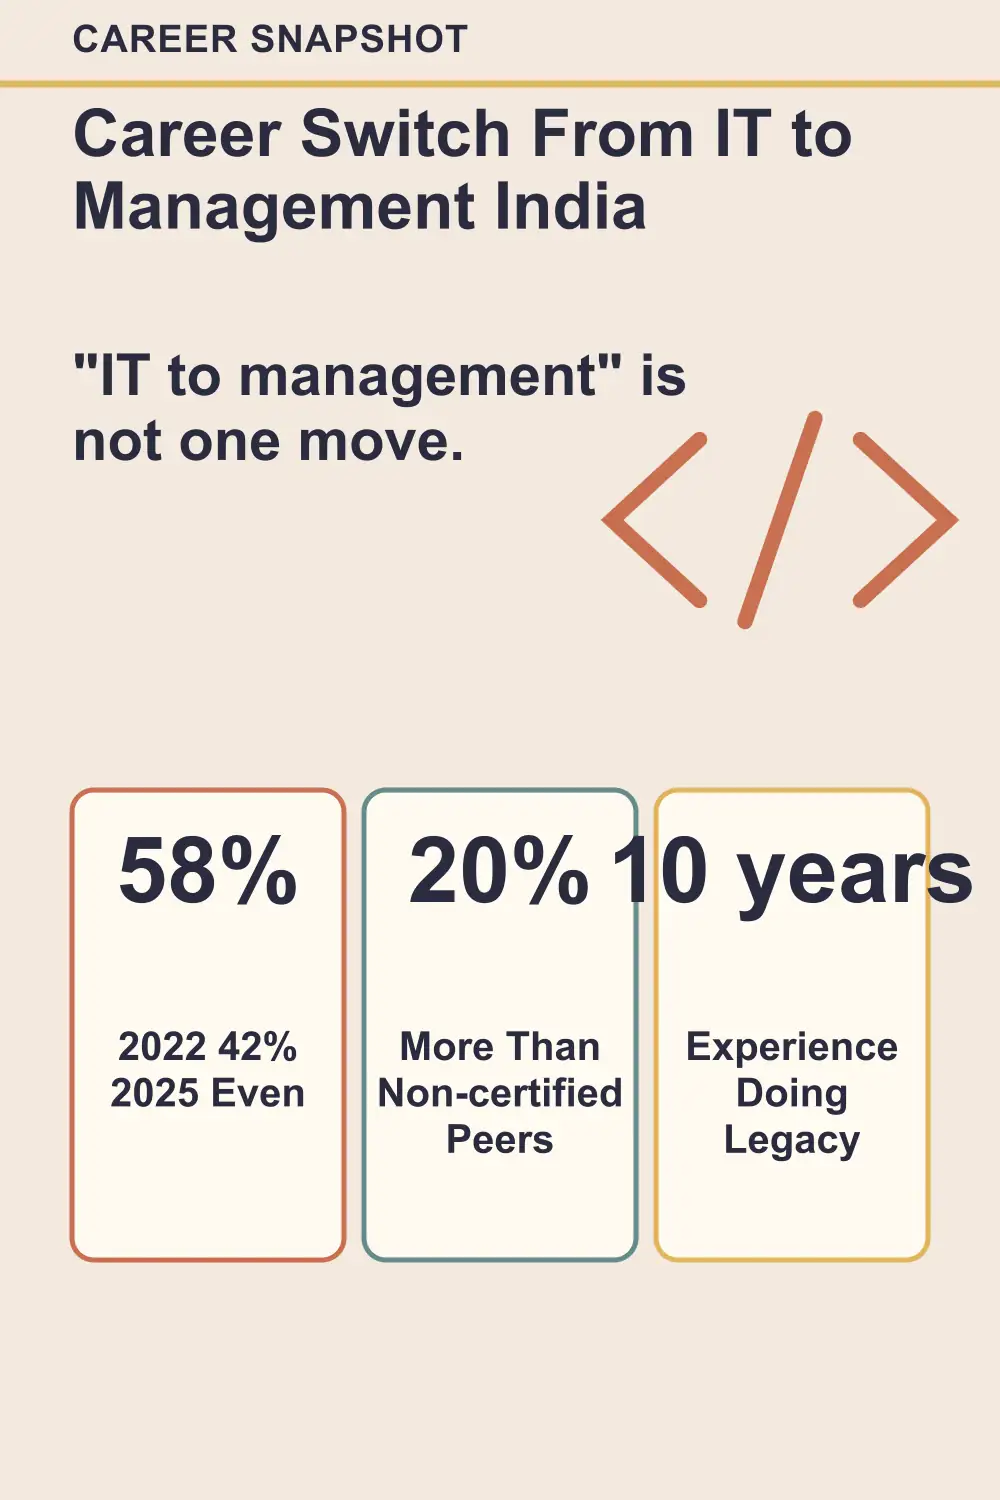 CAREER SNAPSHOT
Career Switch From IT to
Management India
"IT to management" is
not one move.
58%
2022 42%
2025 Even
20%
More Than
Non-certified
Peers
10 years
Experience
Doing
Legacy